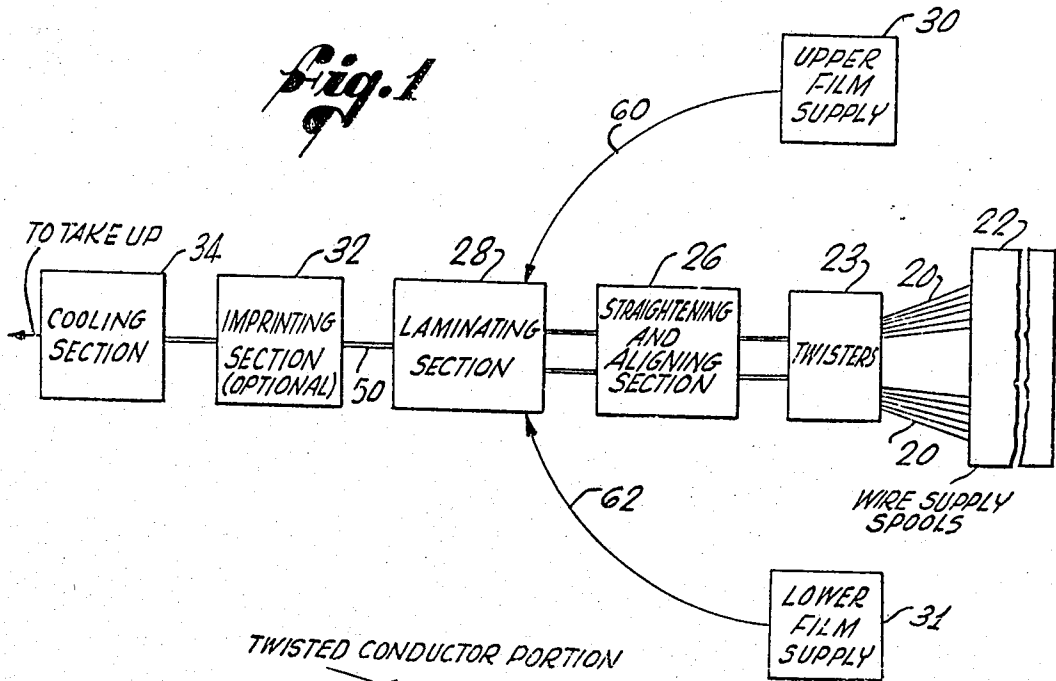 Fig. 1
30
UPPER
FILM
SUPPLY
60
TO TAKE UP
34
32
28
26
23
22
20
COOLING
SECTION
IMPRINTING
SECTION
(OPTIONAL)
50
LAMINATING
SECTION
STRAIGHTENING
AND
ALIGNING
SECTION
TWISTERS
20
WIRE SUPPLY
SPOOLS
62
LOWER
FILM
SUPPLY
31
TWISTED CONDUCTOR PORTION